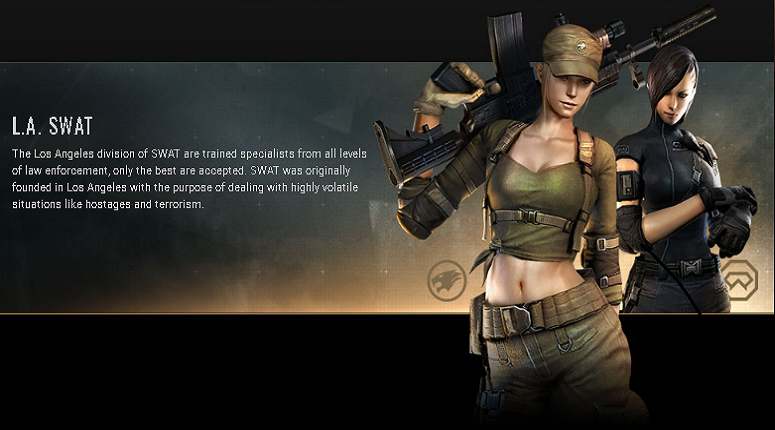 L.A. SWAT
The Los Angeles division of SWAT are trained specialists from all levels
of law enforcement, only the best are accepted. SWAT was originally
founded in Los Angeles with the purpose of dealing with highly volatile
situations like hostages and terrorism.